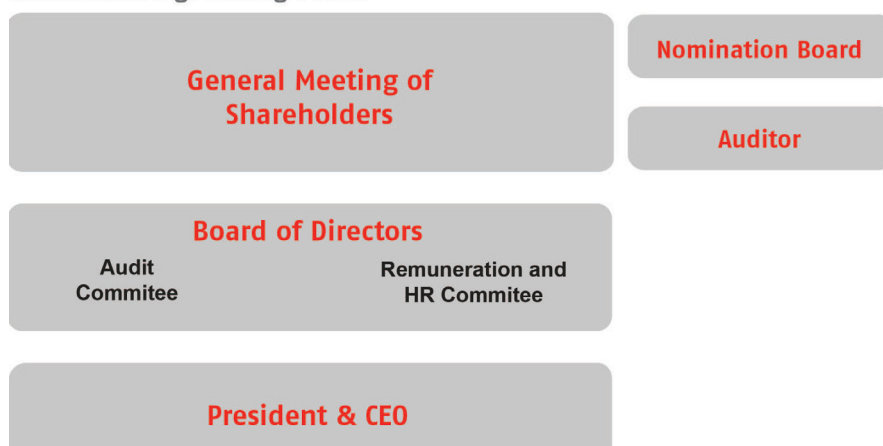 General Meeting of
Shareholders
Nomination Board
Auditor
Board of Directors
Audit
Commitee
Remuneration and
HR Commitee
President & CEO